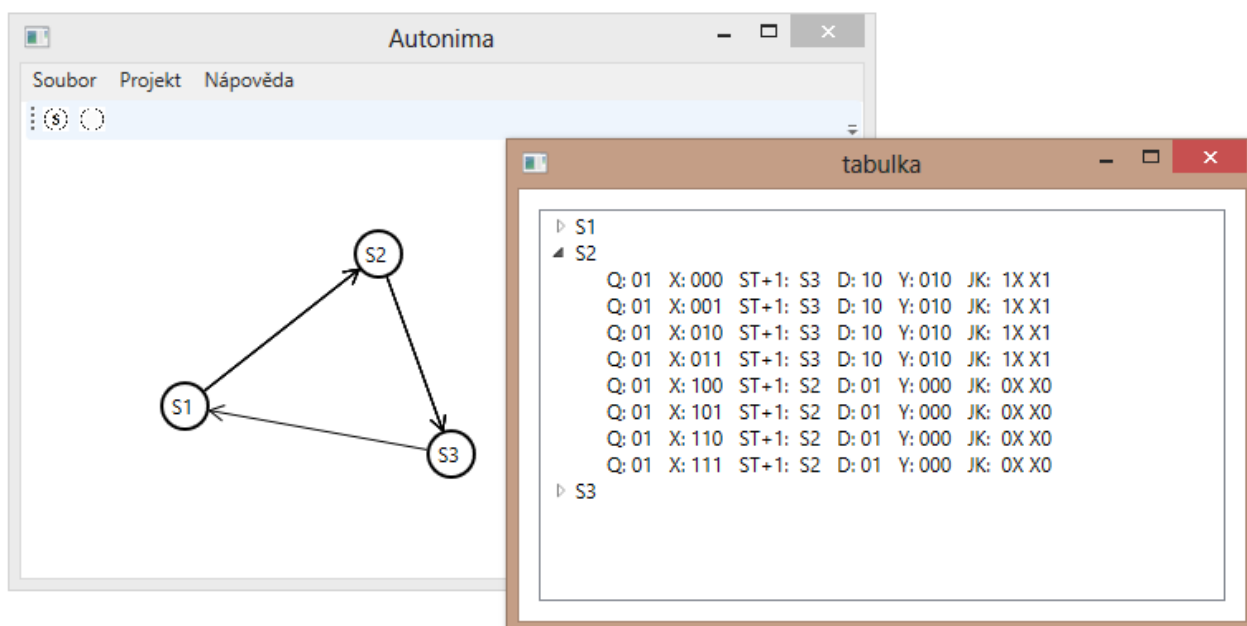 Autonima
Soubor Projekt Nápověda
S
tabulka
S1
S2
Q: 01 X: 000 ST+1: S3 D: 10 Y: 010 JK: 1X X1
Q: 01 X: 001 ST+1: S3 D: 10 Y: 010 JK: 1X X1
Q: 01 X: 010 ST+1: S3 D: 10 Y: 010 JK: 1X X1
Q: 01 X: 011 ST+1: S3 D: 10 Y: 010 JK: 1X X1
Q: 01 X: 100 ST+1: S2 D: 01 Y: 000 JK: 0X X0
Q: 01 X: 101 ST+1: S2 D: 01 Y: 000 JK: 0X X0
Q: 01 X: 110 ST+1: S2 D: 01 Y: 000 JK: 0X X0
Q: 01 X: 111 ST+1: S2 D: 01 Y: 000 JK: 0X X0
S3
S2
S1
S3